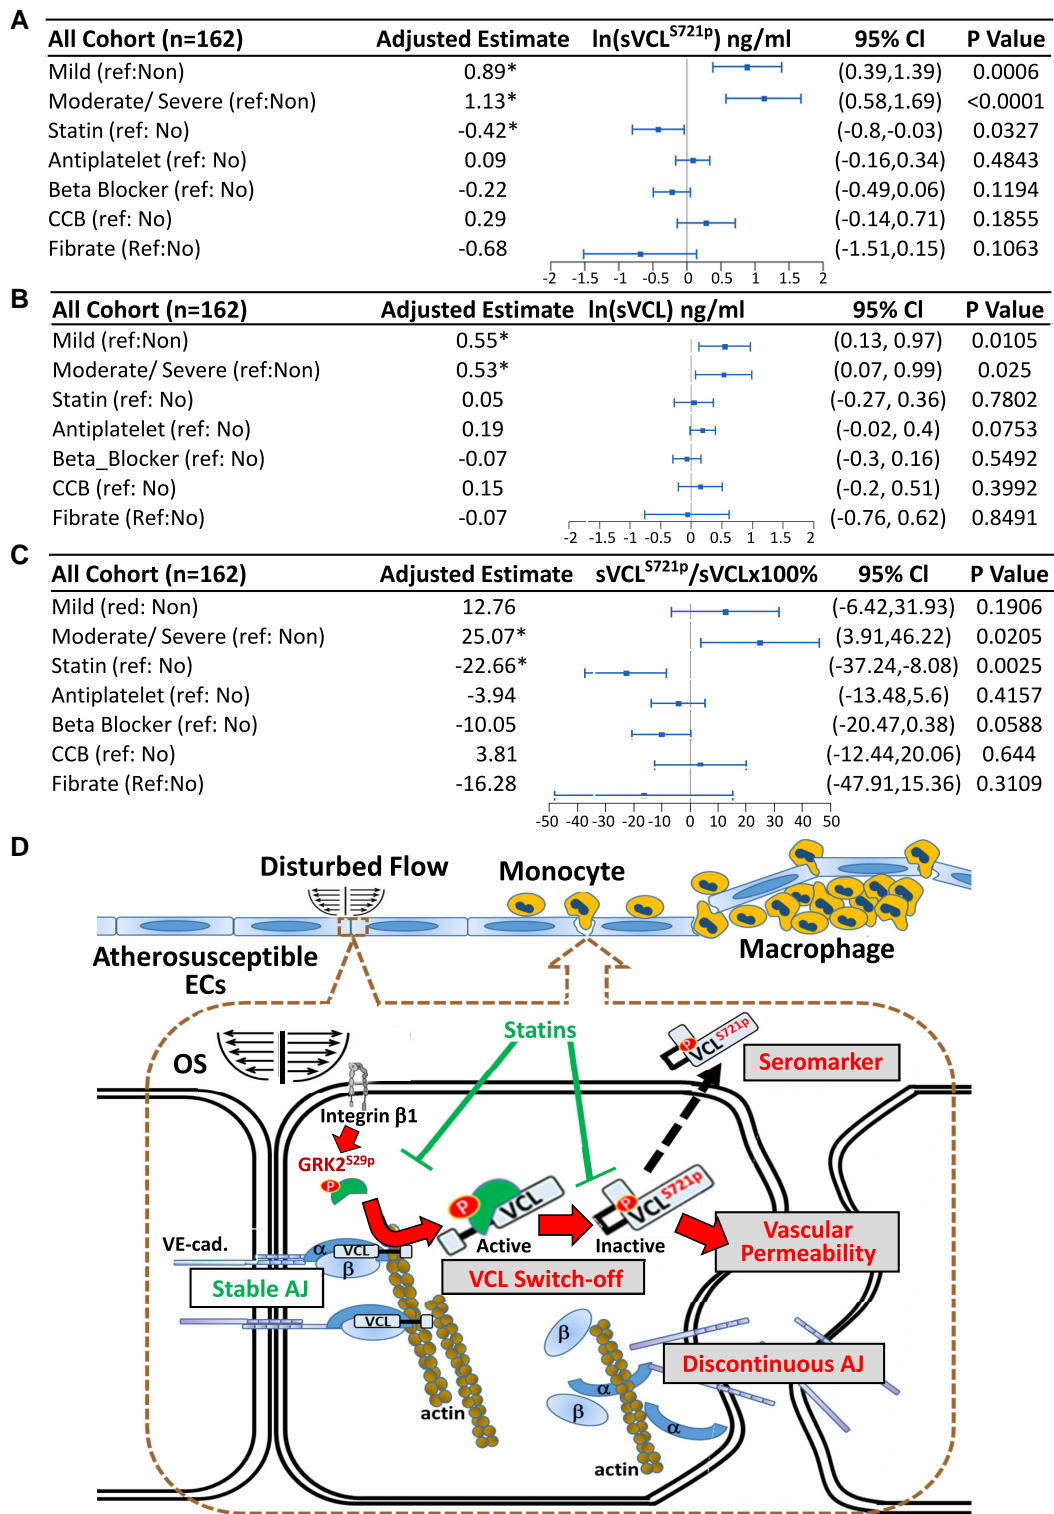 A
All Cohort (n=162) Adjusted Estimate ln(sVCLS721p) ng/ml 95% CI P Value
Mild (ref:Non) 0.89* (0.39,1.39) 0.0006
Moderate/ Severe (ref:Non) 1.13* (0.58,1.69) <0.0001
Statin (ref: No) -0.42* (-0.8,-0.03) 0.0327
Antiplatelet (ref: No) 0.09 (-0.16,0.34) 0.4843
Beta Blocker (ref: No) -0.22 (-0.49,0.06) 0.1194
CCB (ref: No) 0.29 (-0.14,0.71) 0.1855
Fibrate (Ref:No) -0.68 (-1.51,0.15) 0.1063
-2 -1.5 -1 -0.5 0 0.5 1 1.5 2
B
All Cohort (n=162) Adjusted Estimate ln(sVCL) ng/ml 95% CI P Value
Mild (ref:Non) 0.55* (0.13, 0.97) 0.0105
Moderate/ Severe (ref:Non) 0.53* (0.07, 0.99) 0.025
Statin (ref: No) 0.05 (-0.27, 0.36) 0.7802
Antiplatelet (ref: No) 0.19 (-0.02, 0.4) 0.0753
Beta_Blocker (ref: No) -0.07 (-0.3, 0.16) 0.5492
CCB (ref: No) 0.15 (-0.2, 0.51) 0.3992
Fibrate (Ref:No) -0.07 (-0.76, 0.62) 0.8491
-2 -1.5 -1 -0.5 0 0.5 1 1.5 2
C
All Cohort (n=162) Adjusted Estimate sVCLS721p/sVCLx100% 95% CI P Value
Mild (red: Non) 12.76 (-6.42,31.93) 0.1906
Moderate/ Severe (ref: Non) 25.07* (3.91,46.22) 0.0205
Statin (ref: No) -22.66* (-37.24,-8.08) 0.0025
Antiplatelet (ref: No) -3.94 (-13.48,5.6) 0.4157
Beta Blocker (ref: No) -10.05 (-20.47,0.38) 0.0588
CCB (ref: No) 3.81 (-12.44,20.06) 0.644
Fibrate (Ref:No) -16.28 (-47.91,15.36) 0.3109
-50 -40 -30 -20 -10 0 10 20 30 40 50
D
Disturbed Flow
Monocyte
Macrophage
Atherosusceptible
ECs
OS
Statins
P VCLS721p
Seromarker
Integrin β1
GRK2S29p
P
P VCL
Active
P VCLS721p
Inactive
VCL Switch-off
Vascular
Permeability
VE-cad.
α VCL
β
Stable AJ
VCL
actin
β
α
β
α
actin
Discontinuous AJ